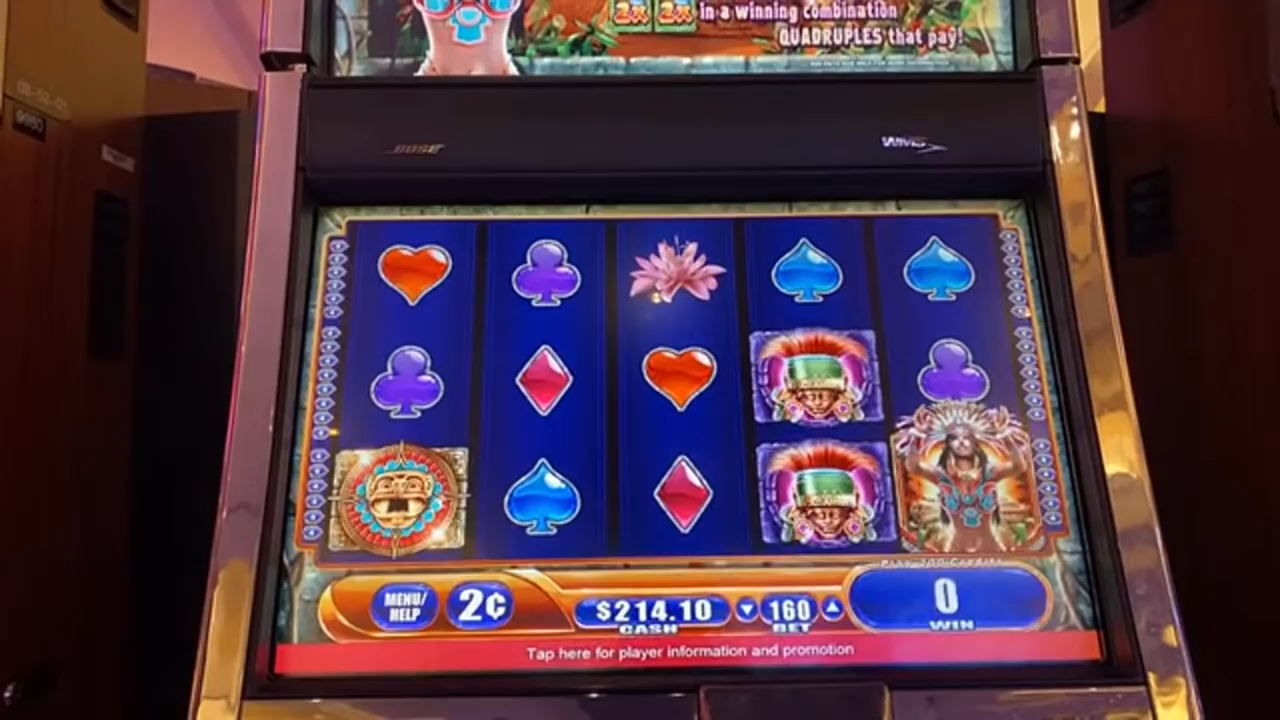 2x 2x in a winning combination
QUADRUPLES that pay!
BOSE
WMS
MENU/
HELP
2¢
$214.10
CASH
160
BET
0
WIN
Tap here for player information and promotion